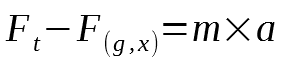 F_t − F_(g,x) = m × a